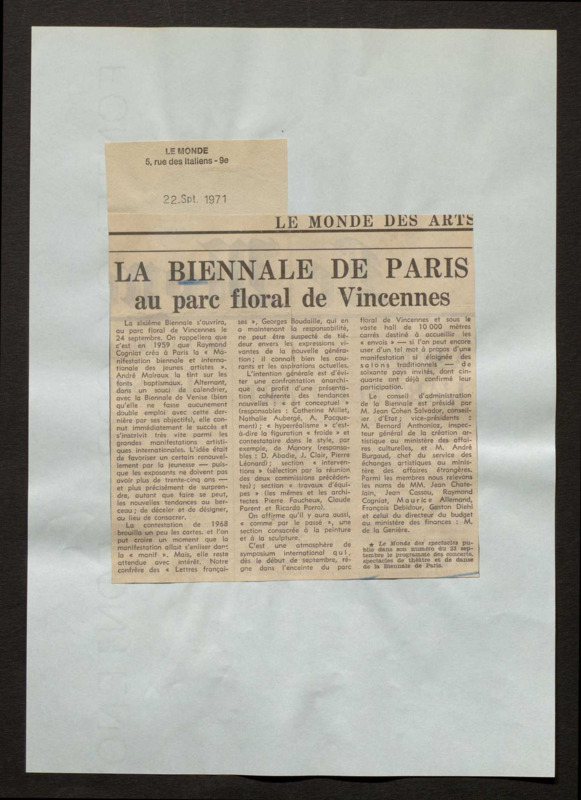 LE MONDE
5, rue des Italiens - 9e
22.Spt. 1971
LE MONDE DES ARTS
LA BIENNALE DE PARIS
au parc floral de Vincennes
La sixième Biennale s'ouvrira,
au parc floral de Vincennes le
24 septembre. On rappellera que
c'est en 1959 que Raymond
Cogniat créa à Paris la « Ma-
nifestation biennale et interna-
tionale des jeunes artistes ».
André Malraux la tint sur les
fonts baptismaux. Alternant,
dans un souci de calendrier,
avec la Biennale de Venise (bien
qu'elle ne fasse aucunement
double emploi avec cette der-
nière par ses objectifs), elle con-
nut immédiatement le succès et
s'inscrivit très vite parmi les
grandes manifestations artisti-
ques internationales. L'idée était
de favoriser un certain renouvel-
lement par la jeunesse — puis-
que les exposants ne doivent pas
avoir plus de trente-cinq ans —
et plus précisément de surpren-
dre, autant que faire se peut,
les nouvelles tendances au ber-
ceau ; de déceler et de désigner,
au lieu de consacrer.
La contestation de 1968
brouilla un peu les cartes, et l'on
put croire un moment que la
manifestation allait s'enliser dans
la « manif ». Mais, elle reste
attendue avec intérêt. Notre
confrère des « Lettres françai-
ses », Georges Boudaille, qui en
a maintenant la responsabilité,
ne peut être suspecté de tié-
deur envers les expressions vi-
vantes de la nouvelle généra-
tion ; il connaît bien les cou-
rants et les aspirations actuelles.
L'intention générale est d'évi-
ter une confrontation anarchi-
que au profit d'une présenta-
tion cohérente des tendances
nouvelles : « art conceptuel »
(responsables : Catherine Millet,
Nathalie Aubergé, A. Pacque-
ment) ; « hyperréalisme » c'est-
à-dire la figuration « froide » et
contestataire dans le style, par
exemple, de Monory (responsa-
bles : D. Abadie, J. Clair, Pierre
Léonard) ; section « interven-
tions » (sélection par la réunion
des deux commissions précéden-
tes) ; section « travaux d'équi-
pes » (les mêmes et les archi-
tectes Pierre Faucheux, Claude
Parent et Ricardo Porro).
On affirme qu'il y aura aussi,
« comme par le passé », une
section consacrée à la peinture
et à la sculpture.
C'est une atmosphère de
symposium international qui,
dès le début de septembre, rè-
gne dans l'enceinte du parc
floral de Vincennes et sous le
vaste hall de 10 000 mètres
carrés destiné à accueillir les
« envois » — si l'on peut encore
user d'un tel mot à propos d'une
manifestation si éloignée des
salons traditionnels — de
soixante pays invités, dont cin-
quante ont déjà confirmé leur
participation.
Le conseil d'administration
de la Biennale est présidé par
M. Jean Cohen Salvador, conseil-
ler d'Etat ; vice-présidents :
M. Bernard Anthonioz, inspec-
teur général de la création ar-
tistique au ministère des affai-
res culturelles, et M. André
Burgaud, chef du service des
échanges artistiques au minis-
tère des affaires étrangères.
Parmi les membres nous relevons
les noms de MM. Jean Chate-
lain, Jean Cassou, Raymond
Cogniat, Maurice Allemand,
François Debidour, Gaston Diehl
et celui du directeur du budget
au ministère des finances : M.
de la Genière.
★ Le Monde des spectacles pu-
blie dans son numéro du 23 sep-
tembre le programme des concerts,
spectacles de théâtre et de danse
de la Biennale de Paris.